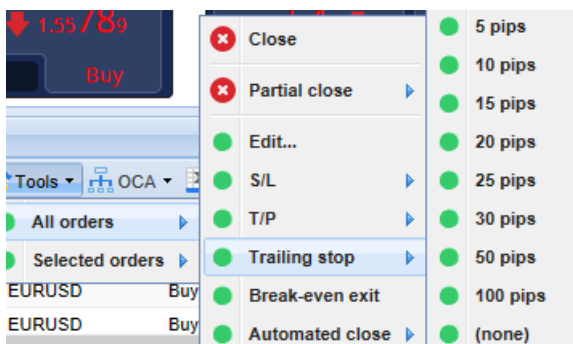 1.55789
Buy
Tools
OCA
All orders
Selected orders
EURUSD
Buy
EURUSD
Buy
Close
Partial close
Edit...
S/L
T/P
Trailing stop
Break-even exit
Automated close
5 pips
10 pips
15 pips
20 pips
25 pips
30 pips
50 pips
100 pips
(none)